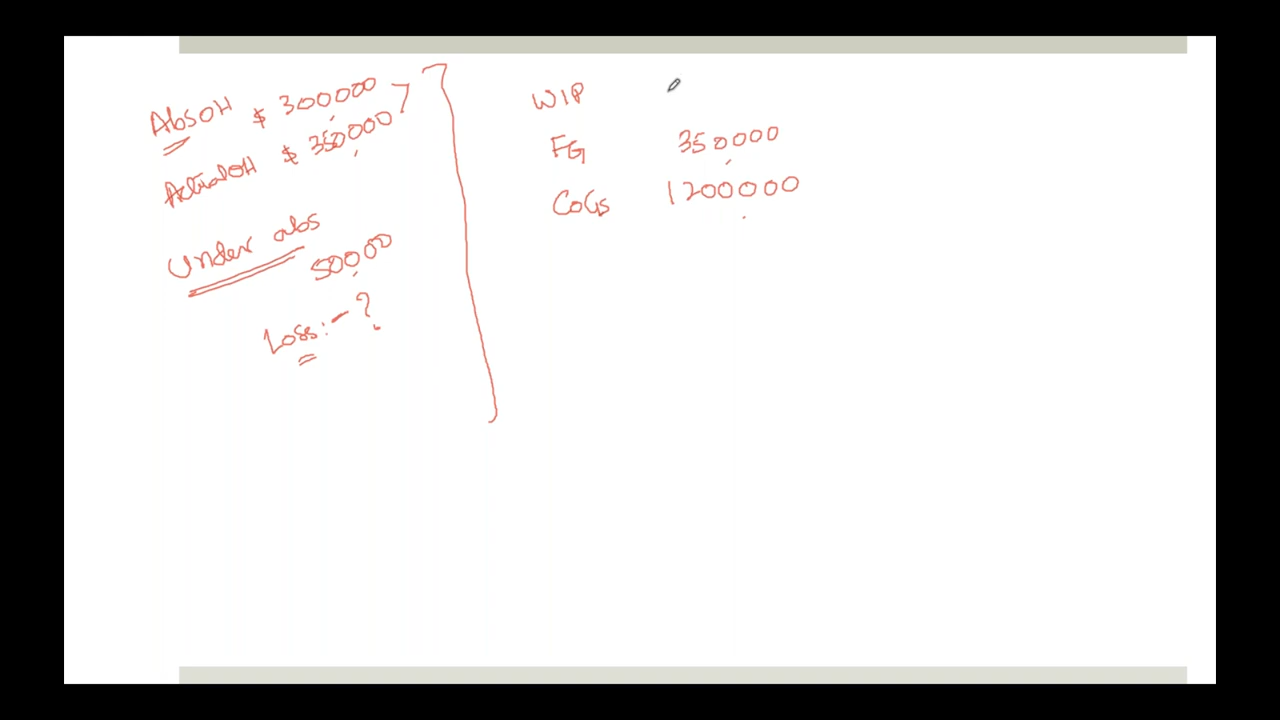 AbsOH $ 300000
ActualOH $ 350000
Under abs
50000
Loss:- ?
WIP
FG 350000
CoGs 1200000